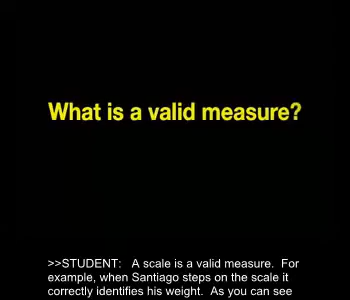 What is a valid measure?
>>STUDENT:   A scale is a valid measure.  For
example, when Santiago steps on the scale it
correctly identifies his weight.  As you can see